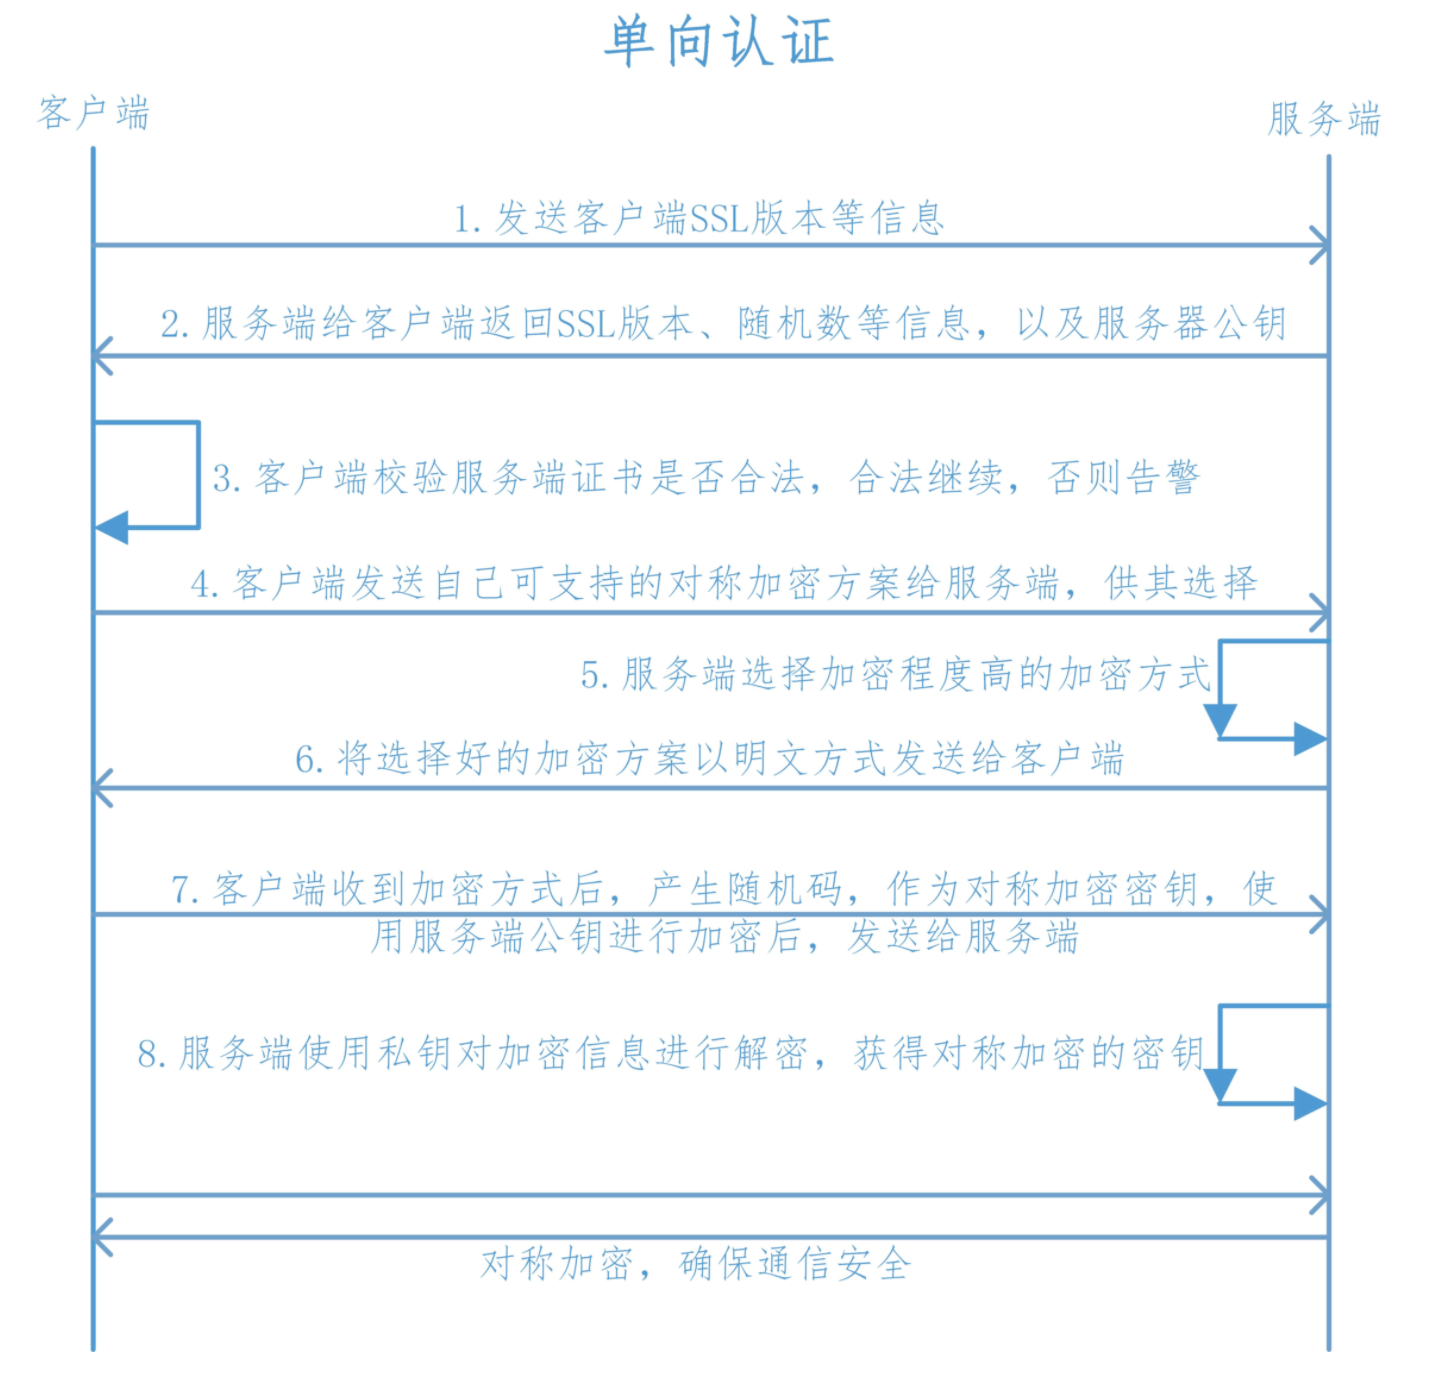 单向认证
客户端
服务端
1. 发送客户端SSL版本等信息
2. 服务端给客户端返回SSL版本、随机数等信息，以及服务器公钥
3. 客户端校验服务端证书是否合法，合法继续，否则告警
4. 客户端发送自己可支持的对称加密方案给服务端，供其选择
5. 服务端选择加密程度高的加密方式
6. 将选择好的加密方案以明文方式发送给客户端
7. 客户端收到加密方式后，产生随机码，作为对称加密密钥，使
用服务端公钥进行加密后，发送给服务端
8. 服务端使用私钥对加密信息进行解密，获得对称加密的密钥
对称加密，确保通信安全